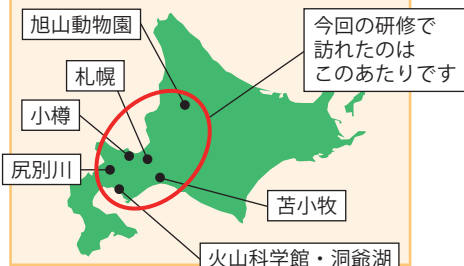 旭山動物園
今回の研修で
訪れたのは
このあたりです
札幌
小樽
尻別川
苫小牧
火山科学館・洞爺湖